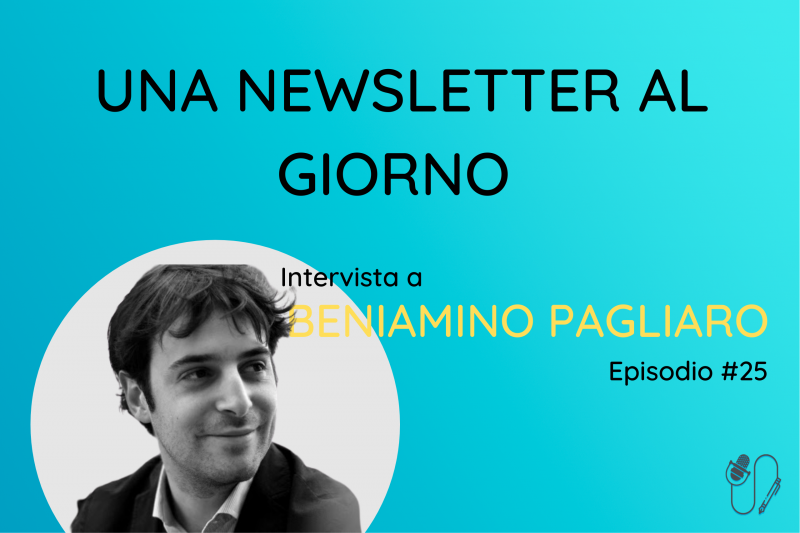 UNA NEWSLETTER AL
GIORNO
Intervista a
BENIAMINO PAGLIARO
Episodio #25